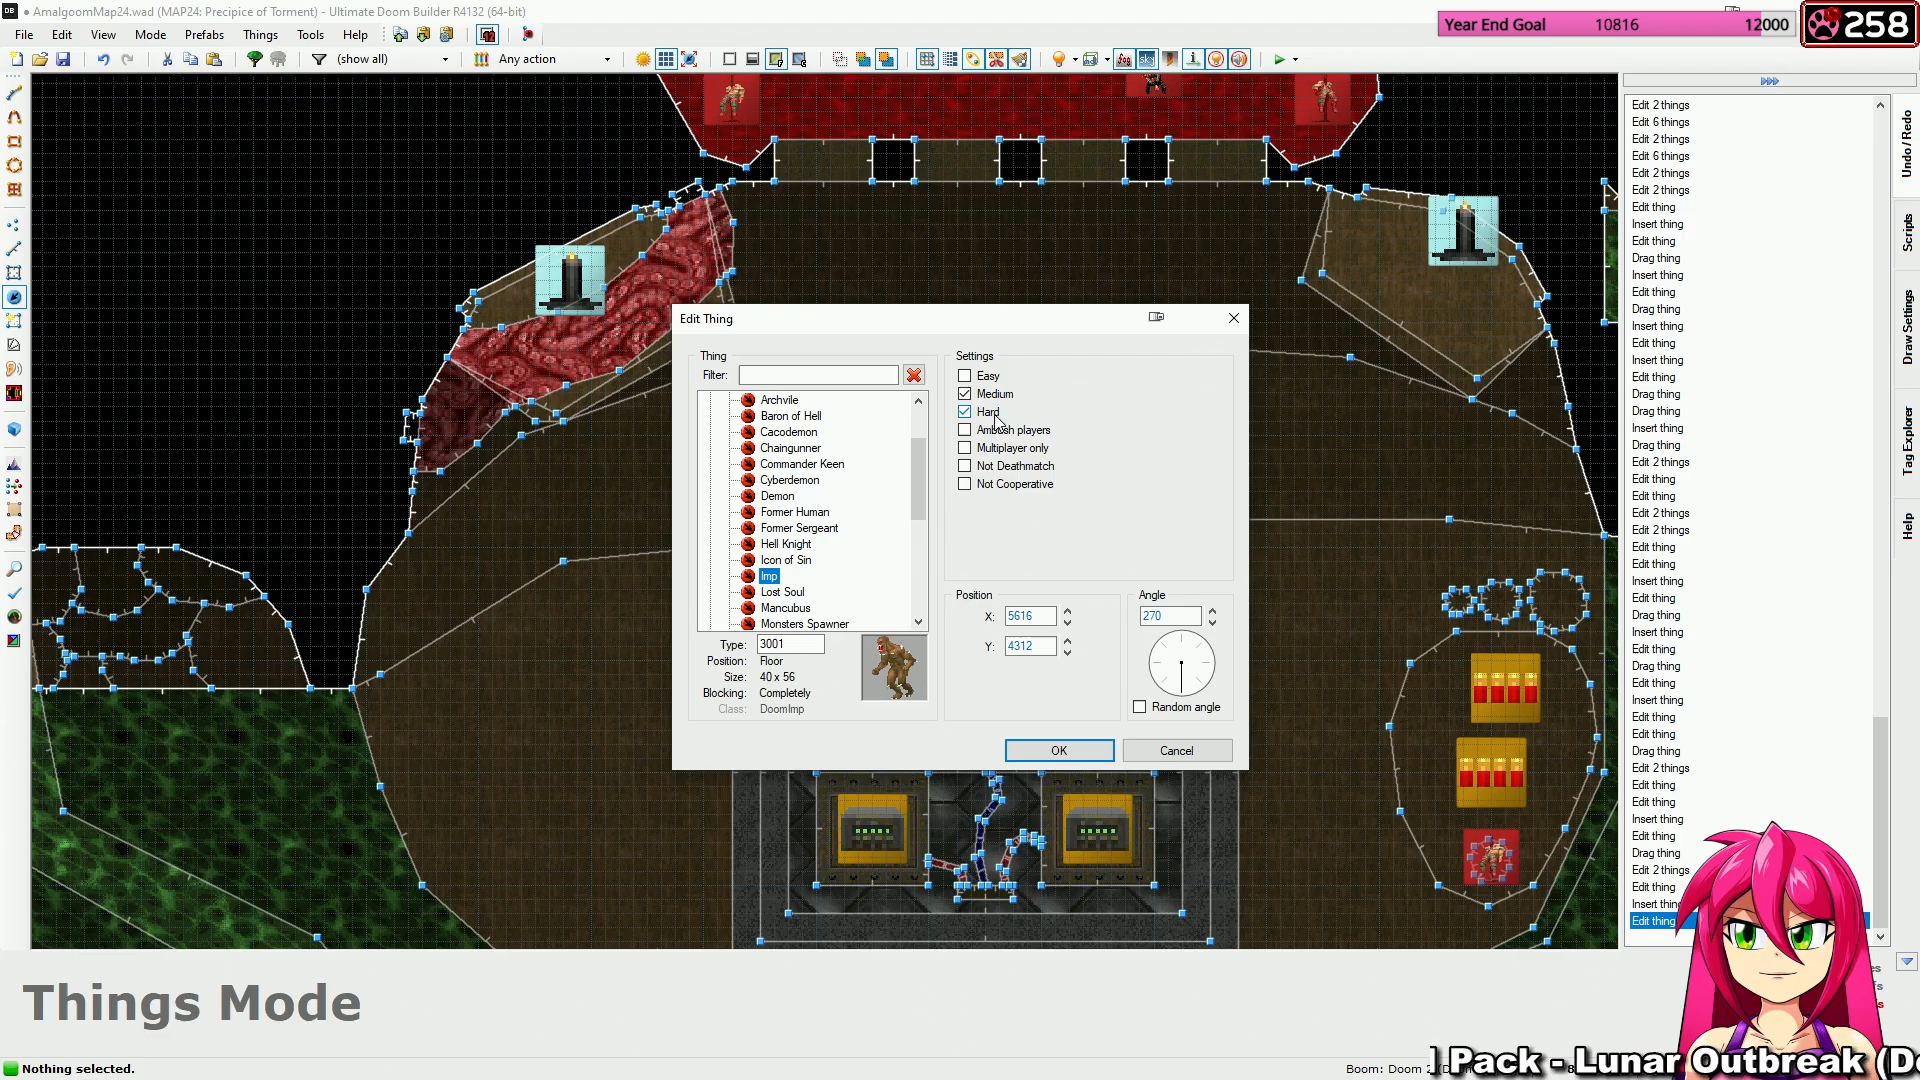 AmalgoomMap24.wad (MAP24: Precipice of Torment) - Ultimate Doom Builder R4132 (64-bit)
Year End Goal 10816 12000
258
File Edit View Mode Prefabs Things Tools Help
(show all) Any action
Edit 2 things
Edit 6 things
Edit 2 things
Edit 6 things
Edit 2 things
Edit 2 things
Edit thing
Insert thing
Edit thing
Drag thing
Insert thing
Edit thing
Drag thing
Insert thing
Edit thing
Insert thing
Edit thing
Drag thing
Drag thing
Insert thing
Drag thing
Edit 2 things
Edit thing
Edit thing
Edit 2 things
Edit 2 things
Edit thing
Edit thing
Insert thing
Edit thing
Drag thing
Insert thing
Edit thing
Drag thing
Edit thing
Insert thing
Edit thing
Edit thing
Drag thing
Edit 2 things
Edit thing
Edit thing
Insert thing
Edit thing
Drag thing
Edit 2 things
Edit thing
Insert thing
Edit thing
Undo / Redo
Scripts
Draw Settings
Tag Explorer
Help
Edit Thing
Thing
Filter:
Archvile
Baron of Hell
Cacodemon
Chaingunner
Commander Keen
Cyberdemon
Demon
Former Human
Former Sergeant
Hell Knight
Icon of Sin
Imp
Lost Soul
Mancubus
Monsters Spawner
Type: 3001
Position: Floor
Size: 40 x 56
Blocking: Completely
Class: DoomImp
Settings
Easy
Medium
Hard
Ambush players
Multiplayer only
Not Deathmatch
Not Cooperative
Position
X: 5616
Y: 4312
Angle
270
Random angle
OK Cancel
Things Mode
Nothing selected.
Boom: Doom 2
Pack - Lunar Outbreak